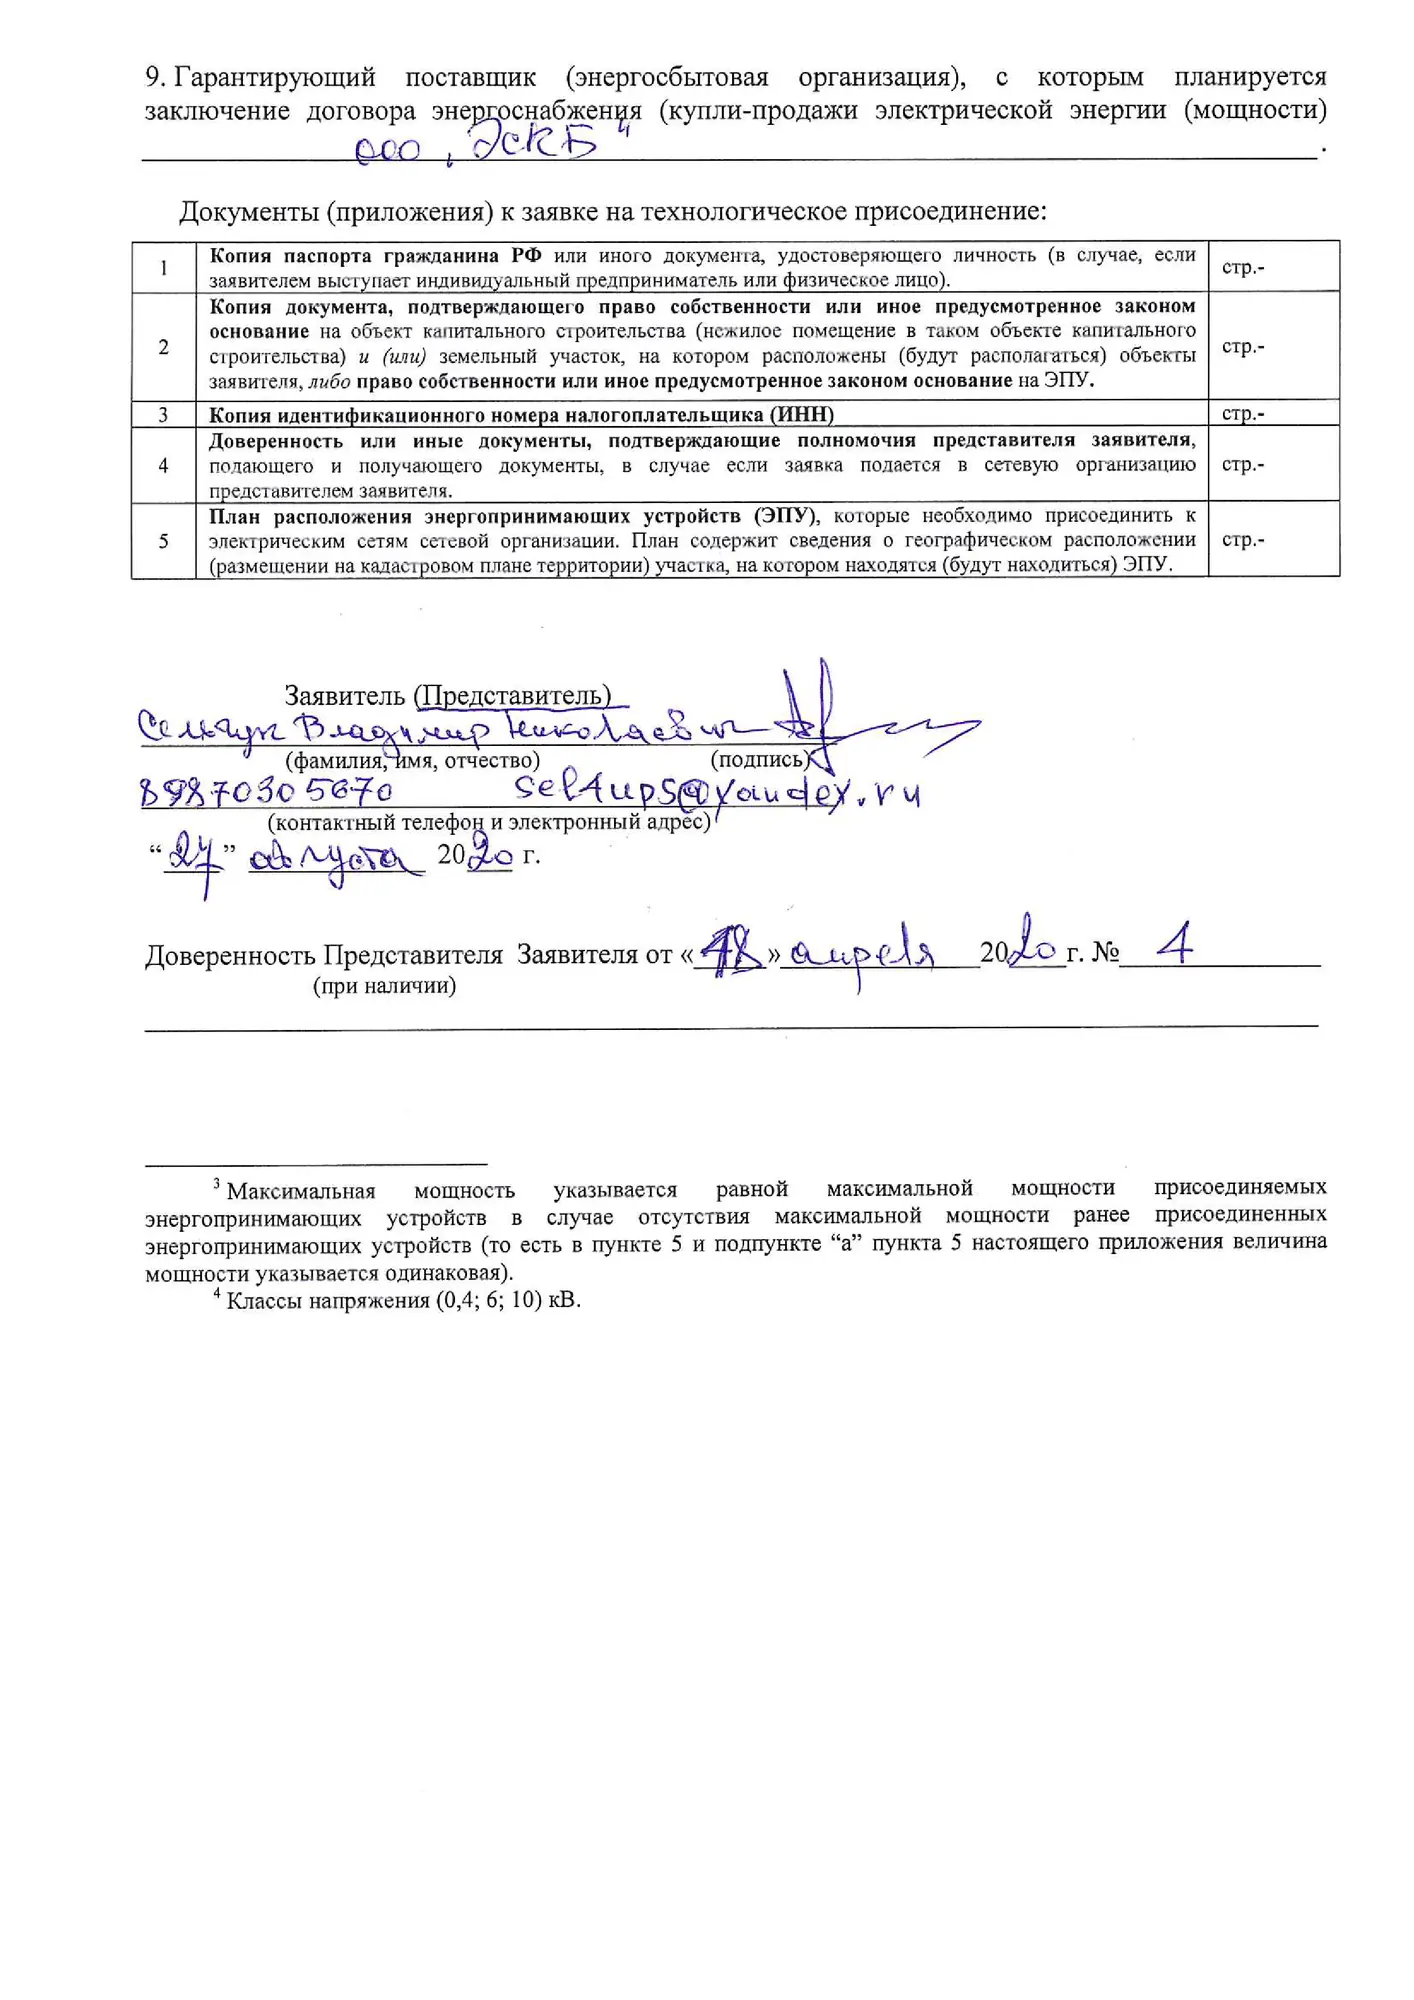 9. Гарантирующий поставщик (энергосбытовая организация), с которым планируется
заключение договора энергоснабжения (купли-продажи электрической энергии (мощности)
ООО „ЭСКБ" .
Документы (приложения) к заявке на технологическое присоединение:
1 Копия паспорта гражданина РФ или иного документа, удостоверяющего личность (в случае, если стр.-
заявителем выступает индивидуальный предприниматель или физическое лицо).
2 Копия документа, подтверждающего право собственности или иное предусмотренное законом стр.-
основание на объект капитального строительства (нежилое помещение в таком объекте капитального
строительства) и (или) земельный участок, на котором расположены (будут располагаться) объекты
заявителя, либо право собственности или иное предусмотренное законом основание на ЭПУ.
3 Копия идентификационного номера налогоплательщика (ИНН) стр.-
4 Доверенность или иные документы, подтверждающие полномочия представителя заявителя, стр.-
подающего и получающего документы, в случае если заявка подается в сетевую организацию
представителем заявителя.
5 План расположения энергопринимающих устройств (ЭПУ), которые необходимо присоединить к стр.-
электрическим сетям сетевой организации. План содержит сведения о географическом расположении
(размещении на кадастровом плане территории) участка, на котором находятся (будут находиться) ЭПУ.
Заявитель (Представитель)
Сельчук Владимир Николаевич
(фамилия, имя, отчество) (подпись)
89870305670 sel4up5@yandex.ru
(контактный телефон и электронный адрес)
“27” августа 2020 г.
Доверенность Представителя Заявителя от «18» апреля 2020 г. № 4
(при наличии)
3 Максимальная мощность указывается равной максимальной мощности присоединяемых
энергопринимающих устройств в случае отсутствия максимальной мощности ранее присоединенных
энергопринимающих устройств (то есть в пункте 5 и подпункте “а” пункта 5 настоящего приложения величина
мощности указывается одинаковая).
4 Классы напряжения (0,4; 6; 10) кВ.